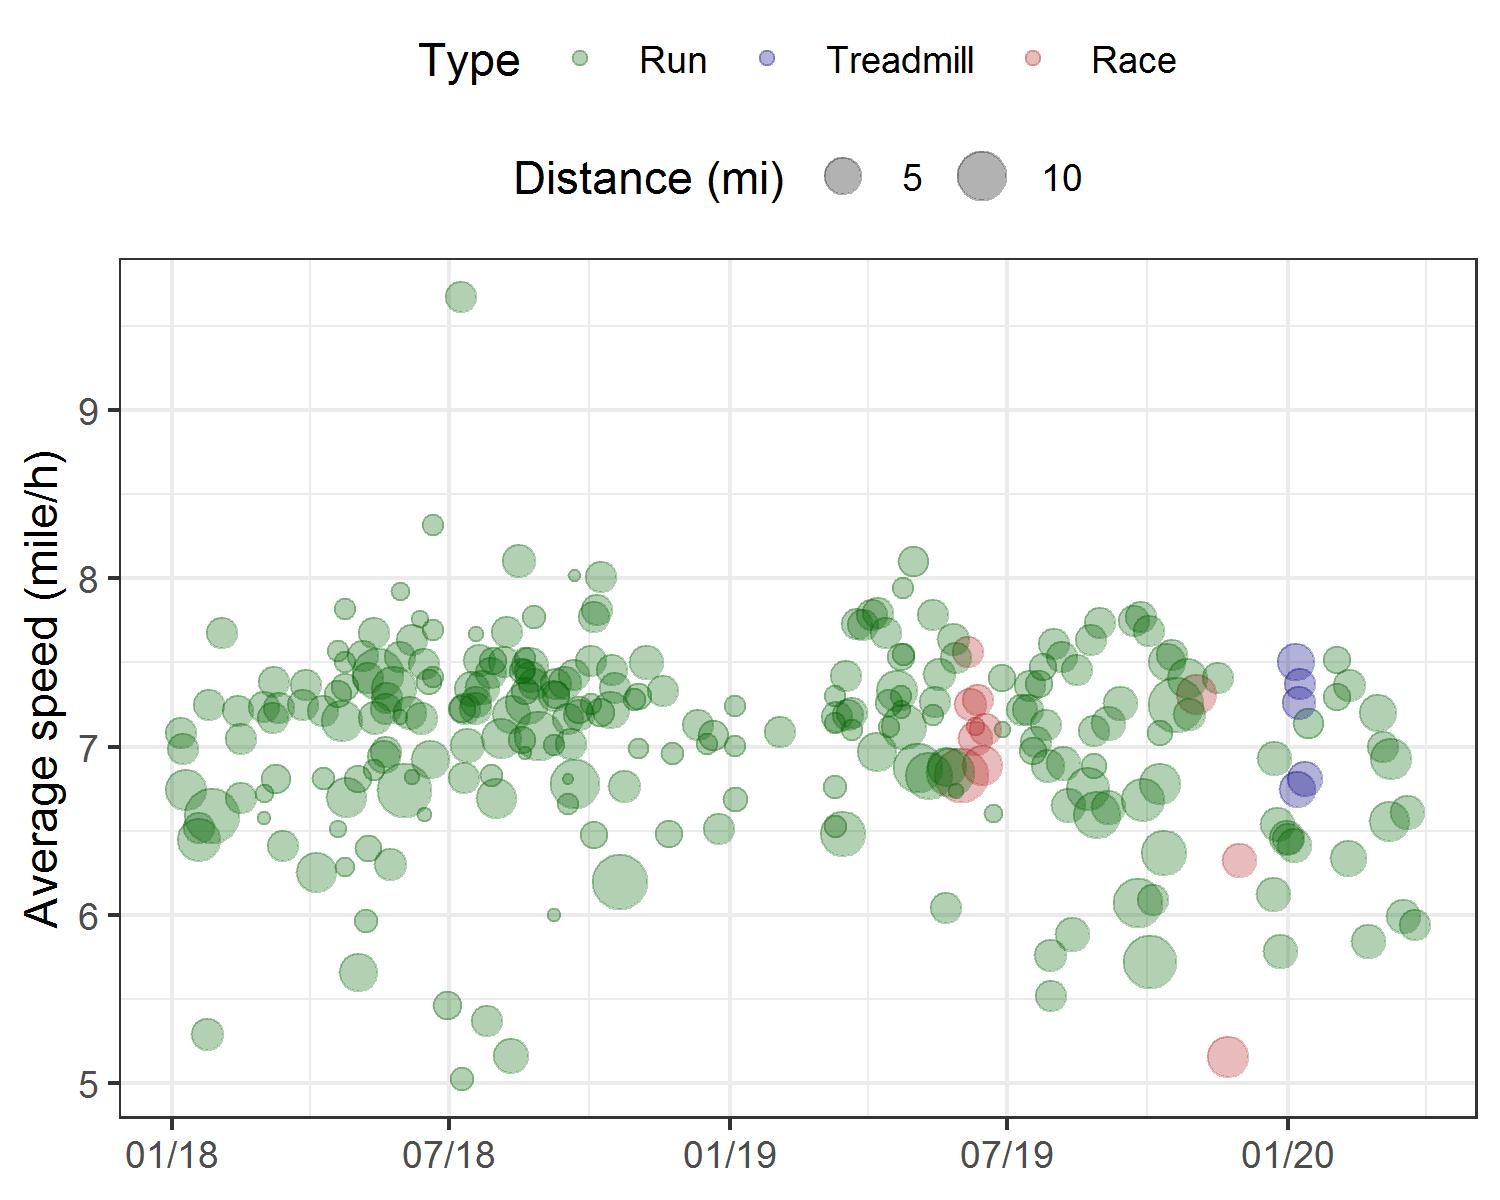 Type Run Treadmill Race
Distance (mi) 5 10
Average speed (mile/h)
9
8
7
6
5
01/18 07/18 01/19 07/19 01/20